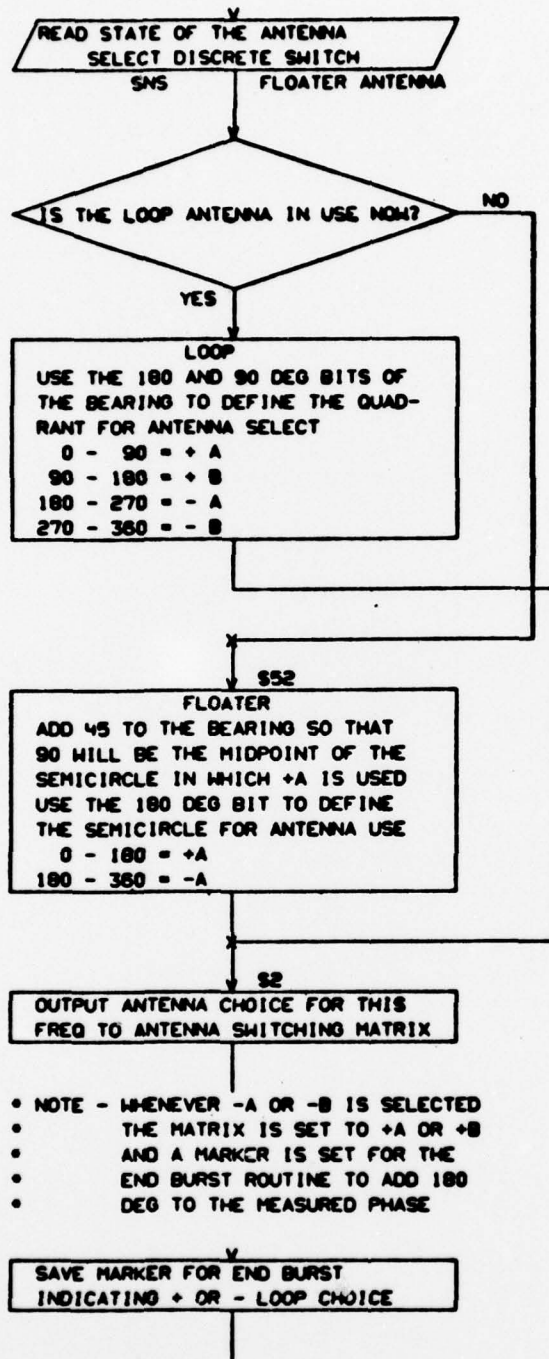 READ STATE OF THE ANTENNA
SELECT DISCRETE SWITCH
SNS FLOATER ANTENNA
IS THE LOOP ANTENNA IN USE NOW?
NO
YES
LOOP
USE THE 180 AND 90 DEG BITS OF
THE BEARING TO DEFINE THE QUAD-
RANT FOR ANTENNA SELECT
0 - 90 = + A
90 - 180 = + B
180 - 270 = - A
270 - 360 = - B
S52
FLOATER
ADD 45 TO THE BEARING SO THAT
90 WILL BE THE MIDPOINT OF THE
SEMICIRCLE IN WHICH +A IS USED
USE THE 180 DEG BIT TO DEFINE
THE SEMICIRCLE FOR ANTENNA USE
0 - 180 = +A
180 - 360 = -A
S2
OUTPUT ANTENNA CHOICE FOR THIS
FREQ TO ANTENNA SWITCHING MATRIX
* NOTE - WHENEVER -A OR -B IS SELECTED
* THE MATRIX IS SET TO +A OR +B
* AND A MARKER IS SET FOR THE
* END BURST ROUTINE TO ADD 180
* DEG TO THE MEASURED PHASE
SAVE MARKER FOR END BURST
INDICATING + OR - LOOP CHOICE